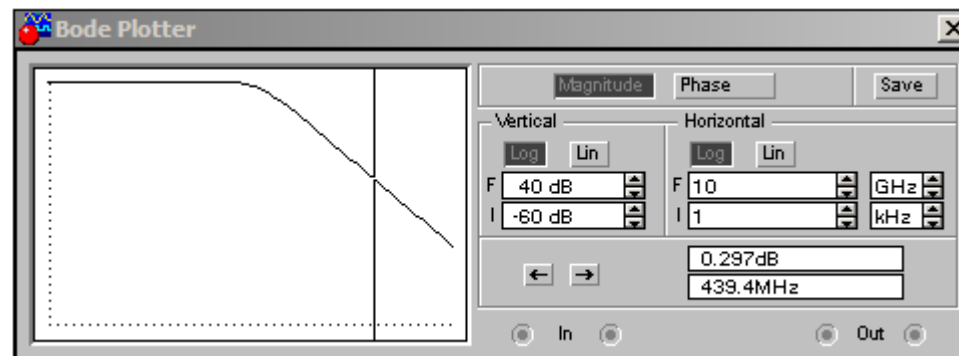 Bode Plotter
Magnitude Phase Save
Vertical Horizontal
Log Lin Log Lin
F 40 dB F 10 GHz
I -60 dB I 1 kHz
← → 0.297dB
439.4MHz
In Out